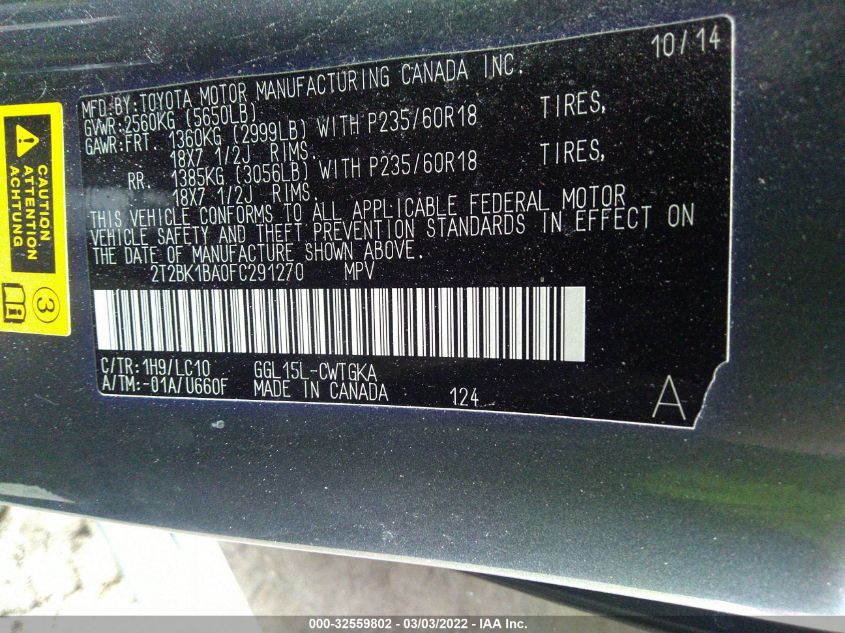 10/14
MFD.BY:TOYOTA MOTOR MANUFACTURING CANADA INC.
GVWR:2560KG (5650LB)
GAWR:FRT. 1360KG (2999LB) WITH P235/60R18 TIRES,
18X7 1/2J RIMS.
RR. 1385KG (3056LB) WITH P235/60R18 TIRES,
18X7 1/2J RIMS.
THIS VEHICLE CONFORMS TO ALL APPLICABLE FEDERAL MOTOR
VEHICLE SAFETY AND THEFT PREVENTION STANDARDS IN EFFECT ON
THE DATE OF MANUFACTURE SHOWN ABOVE.
2T2BK1BA0FC291270 MPV
C/TR:1H9/LC10 GGL15L-CWTGKA
A/TM:-01A/U660F MADE IN CANADA 124 A
CAUTION
ATTENTION
ACHTUNG
3
000-32559802 - 03/03/2022 - IAA Inc.